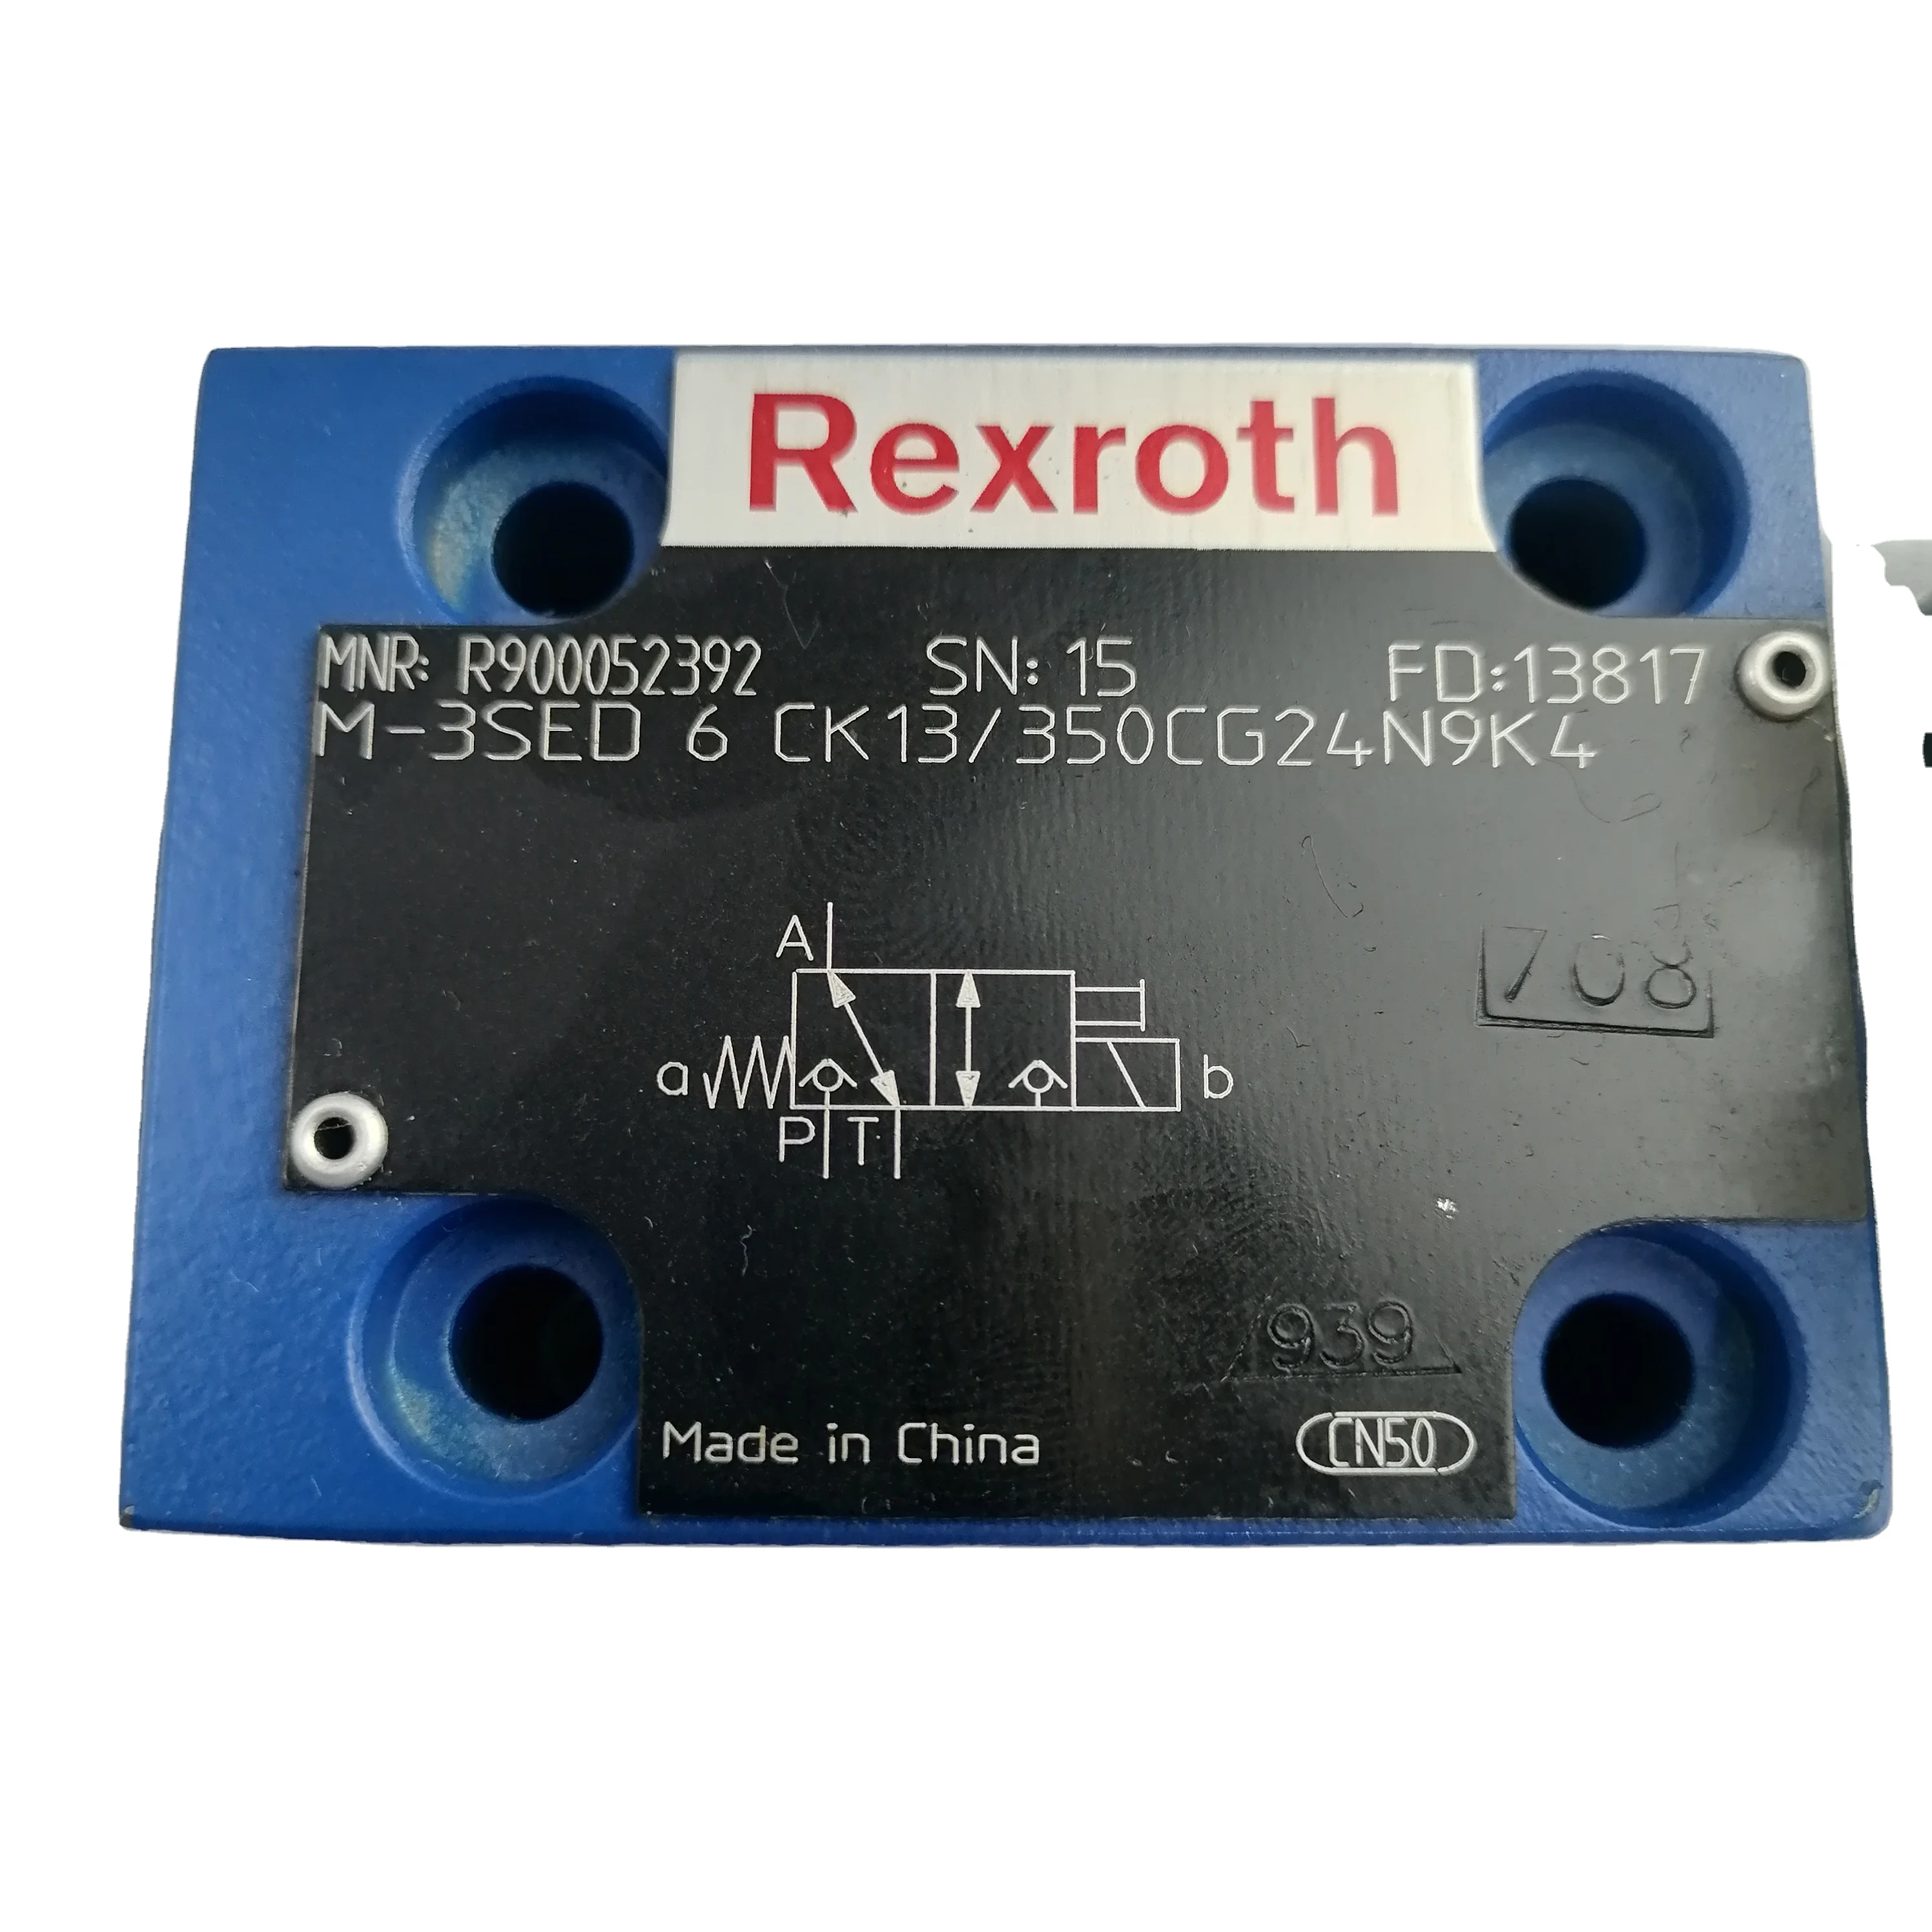 Rexroth
MNR: R900052392 SN: 15 FD:13817
M-3SED 6 CK13/350CG24N9K4
708
A
a b
P T
939
Made in China CN50